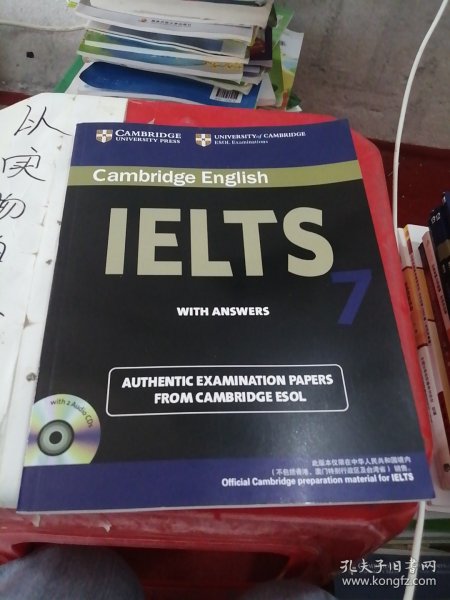 以
实
物
CAMBRIDGE
UNIVERSITY PRESS
UNIVERSITY of CAMBRIDGE
ESOL Examinations
Cambridge English
IELTS
7
WITH ANSWERS
AUTHENTIC EXAMINATION PAPERS
FROM CAMBRIDGE ESOL
with 2 Audio CDs
此版本仅限在中华人民共和国境内
(不包括香港、澳门特别行政区及台湾省)销售。
Official Cambridge preparation material for IELTS
孔夫子旧书网
www.kongfz.com